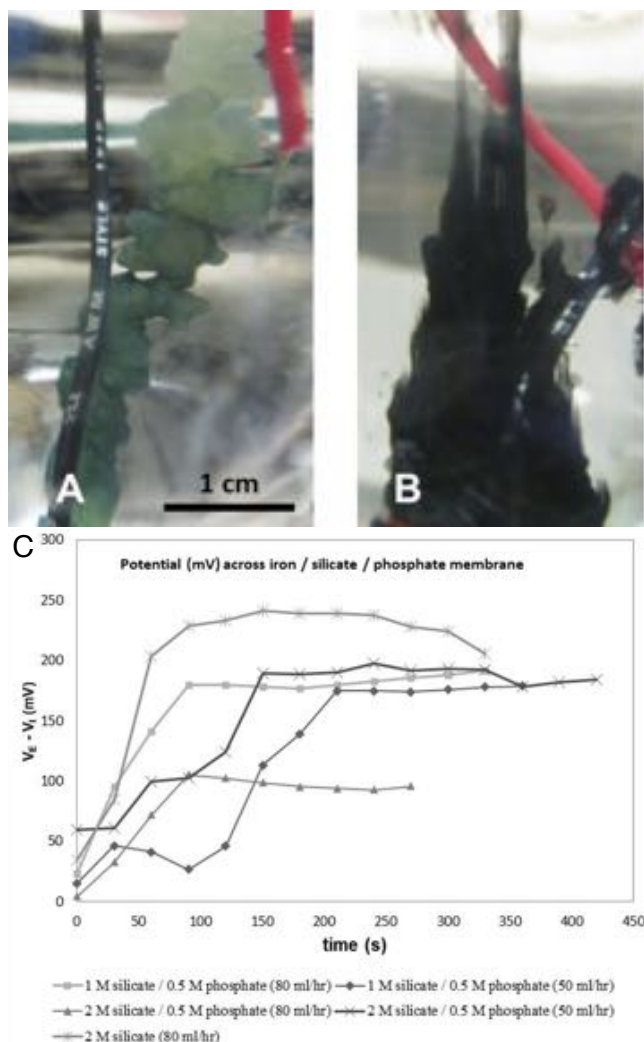 STYLE
A
1 cm
B
C
Potential (mV) across iron / silicate / phosphate membrane
300
250
200
150
100
50
0
V_E - V_I (mV)
0 50 100 150 200 250 300 350 400 450
time (s)
1 M silicate / 0.5 M phosphate (80 ml/hr) 1 M silicate / 0.5 M phosphate (50 ml/hr)
2 M silicate / 0.5 M phosphate (80 ml/hr) 2 M silicate / 0.5 M phosphate (50 ml/hr)
2 M silicate (80 ml/hr)